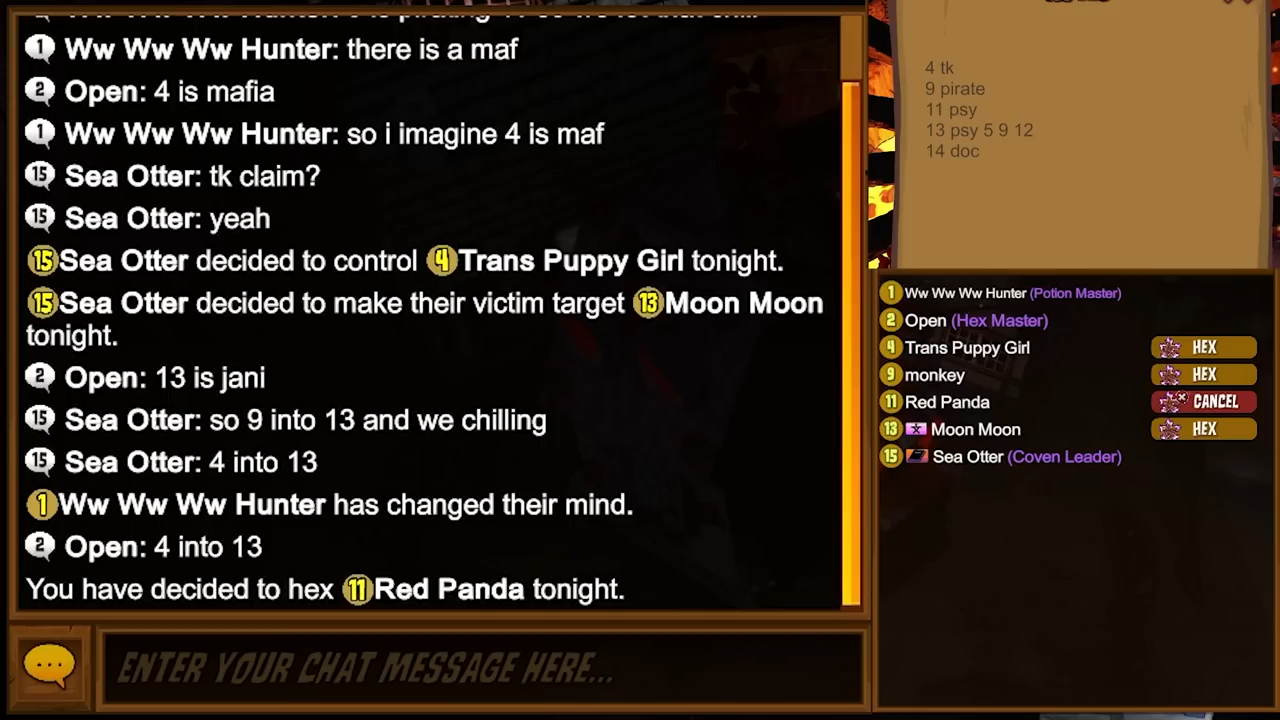 1 Ww Ww Ww Hunter: there is a maf
2 Open: 4 is mafia
1 Ww Ww Ww Hunter: so i imagine 4 is maf
15 Sea Otter: tk claim?
15 Sea Otter: yeah
15 Sea Otter decided to control 4 Trans Puppy Girl tonight.
15 Sea Otter decided to make their victim target 13 Moon Moon
tonight.
2 Open: 13 is jani
15 Sea Otter: so 9 into 13 and we chilling
15 Sea Otter: 4 into 13
1 Ww Ww Ww Hunter has changed their mind.
2 Open: 4 into 13
You have decided to hex 11 Red Panda tonight.
ENTER YOUR CHAT MESSAGE HERE...
4 tk
9 pirate
11 psy
13 psy 5 9 12
14 doc
1 Ww Ww Ww Hunter (Potion Master)
2 Open (Hex Master)
4 Trans Puppy Girl HEX
9 monkey HEX
11 Red Panda CANCEL
13 Moon Moon HEX
15 Sea Otter (Coven Leader)